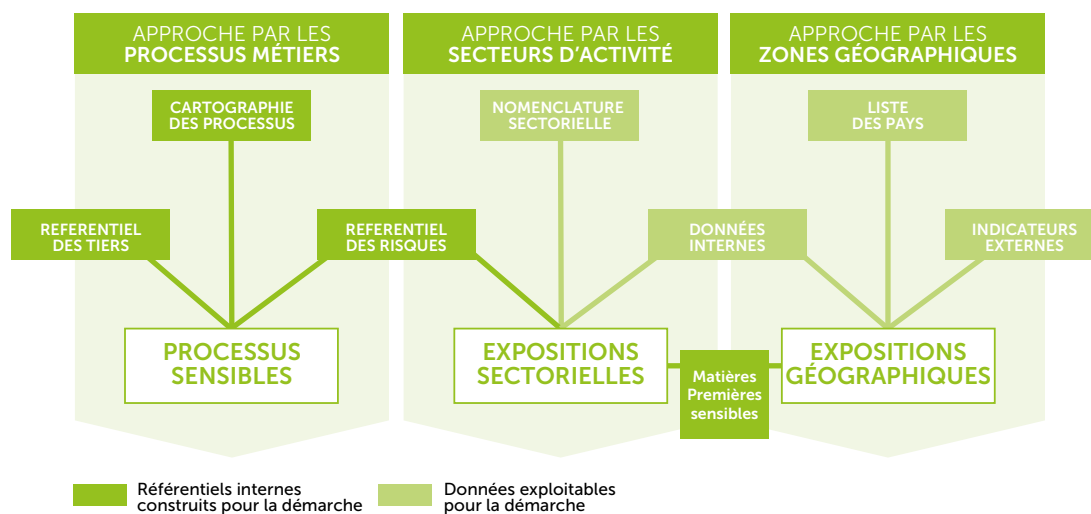 APPROCHE PAR LES
PROCESSUS MÉTIERS
APPROCHE PAR LES
SECTEURS D'ACTIVITÉ
APPROCHE PAR LES
ZONES GÉOGRAPHIQUES
CARTOGRAPHIE
DES PROCESSUS
NOMENCLATURE
SECTORIELLE
LISTE
DES PAYS
REFERENTIEL
DES TIERS
REFERENTIEL
DES RISQUES
DONNÉES
INTERNES
INDICATEURS
EXTERNES
PROCESSUS
SENSIBLES
EXPOSITIONS
SECTORIELLES
Matières
Premières
sensibles
EXPOSITIONS
GÉOGRAPHIQUES
Référentiels internes
construits pour la démarche
Données exploitables
pour la démarche